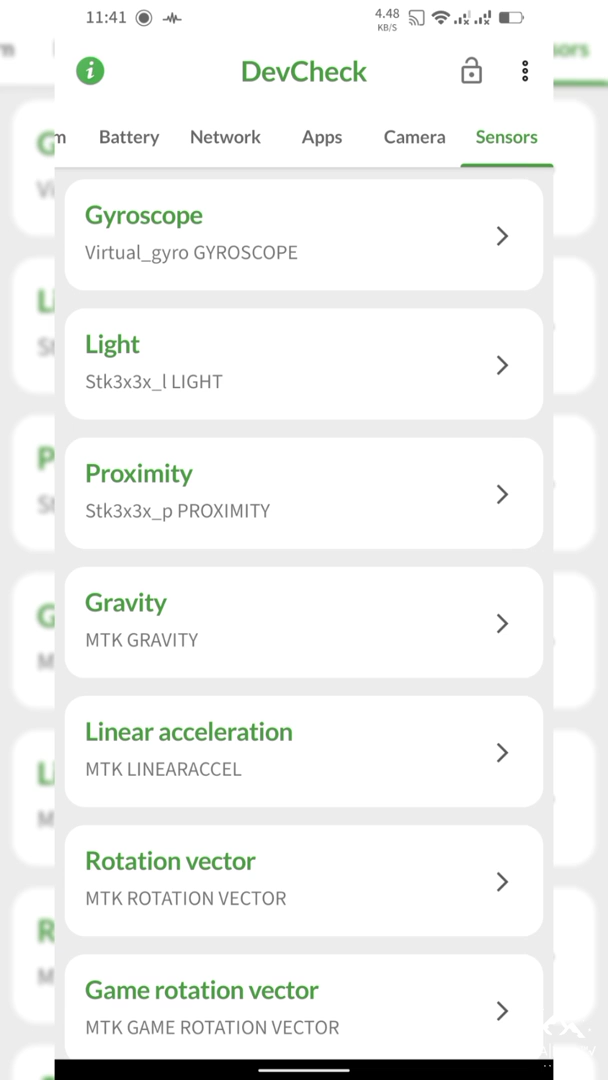 11:41
4.48
KB/S
DevCheck
m Battery Network Apps Camera Sensors
Gyroscope
Virtual_gyro GYROSCOPE
Light
Stk3x3x_l LIGHT
Proximity
Stk3x3x_p PROXIMITY
Gravity
MTK GRAVITY
Linear acceleration
MTK LINEARACCEL
Rotation vector
MTK ROTATION VECTOR
Game rotation vector
MTK GAME ROTATION VECTOR